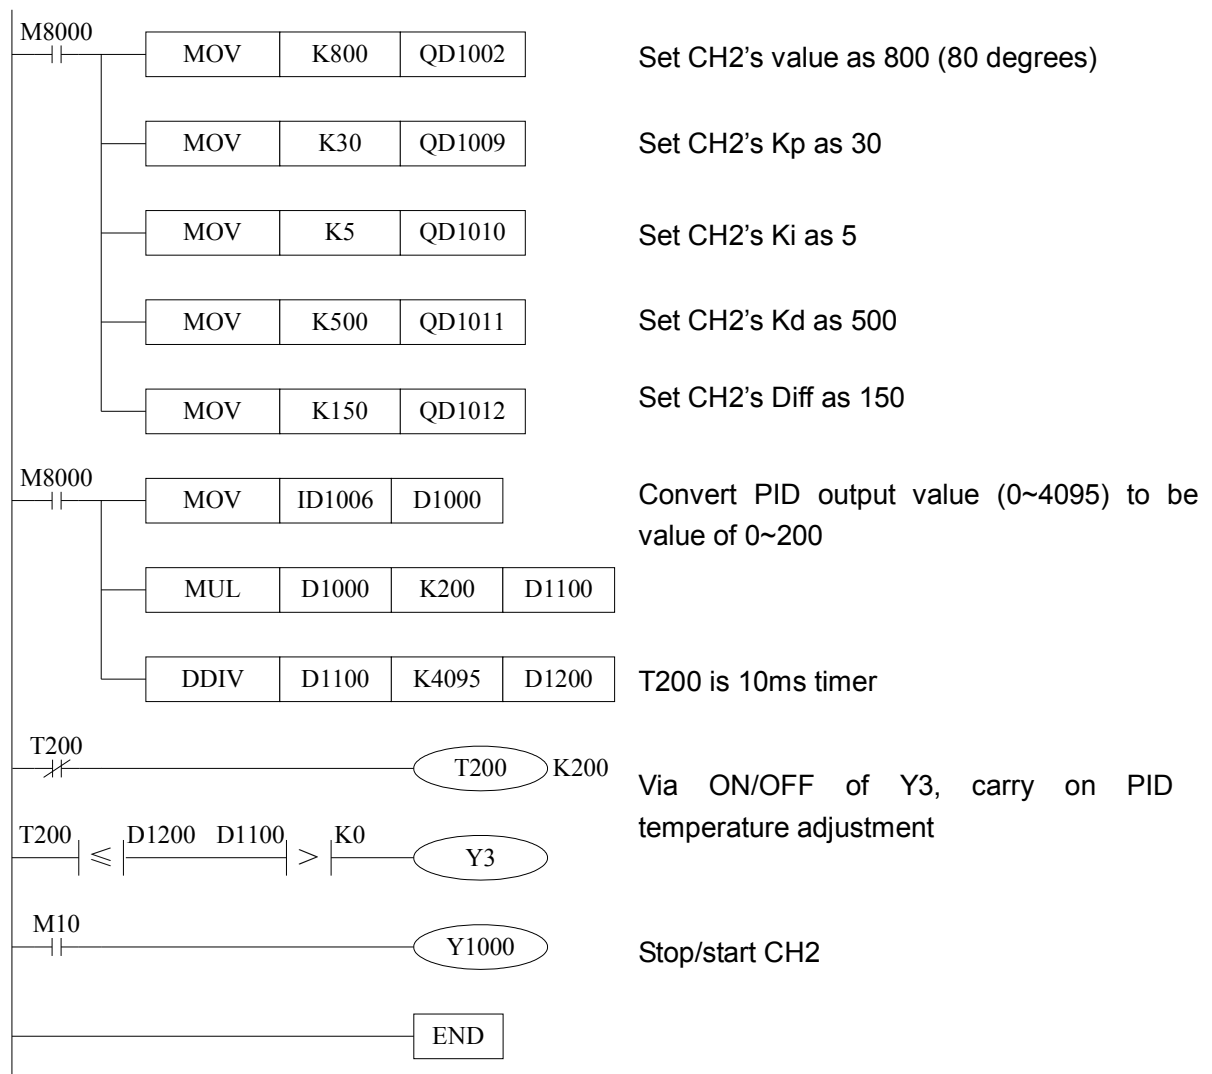 M8000
MOV K800 QD1002 Set CH2’s value as 800 (80 degrees)
MOV K30 QD1009 Set CH2’s Kp as 30
MOV K5 QD1010 Set CH2’s Ki as 5
MOV K500 QD1011 Set CH2’s Kd as 500
MOV K150 QD1012 Set CH2’s Diff as 150
M8000
MOV ID1006 D1000 Convert PID output value (0~4095) to be
value of 0~200
MUL D1000 K200 D1100
DDIV D1100 K4095 D1200 T200 is 10ms timer
T200
T200 K200
Via ON/OFF of Y3, carry on PID
temperature adjustment
T200 ≤ D1200 D1100 > K0 Y3
M10
Y1000 Stop/start CH2
END